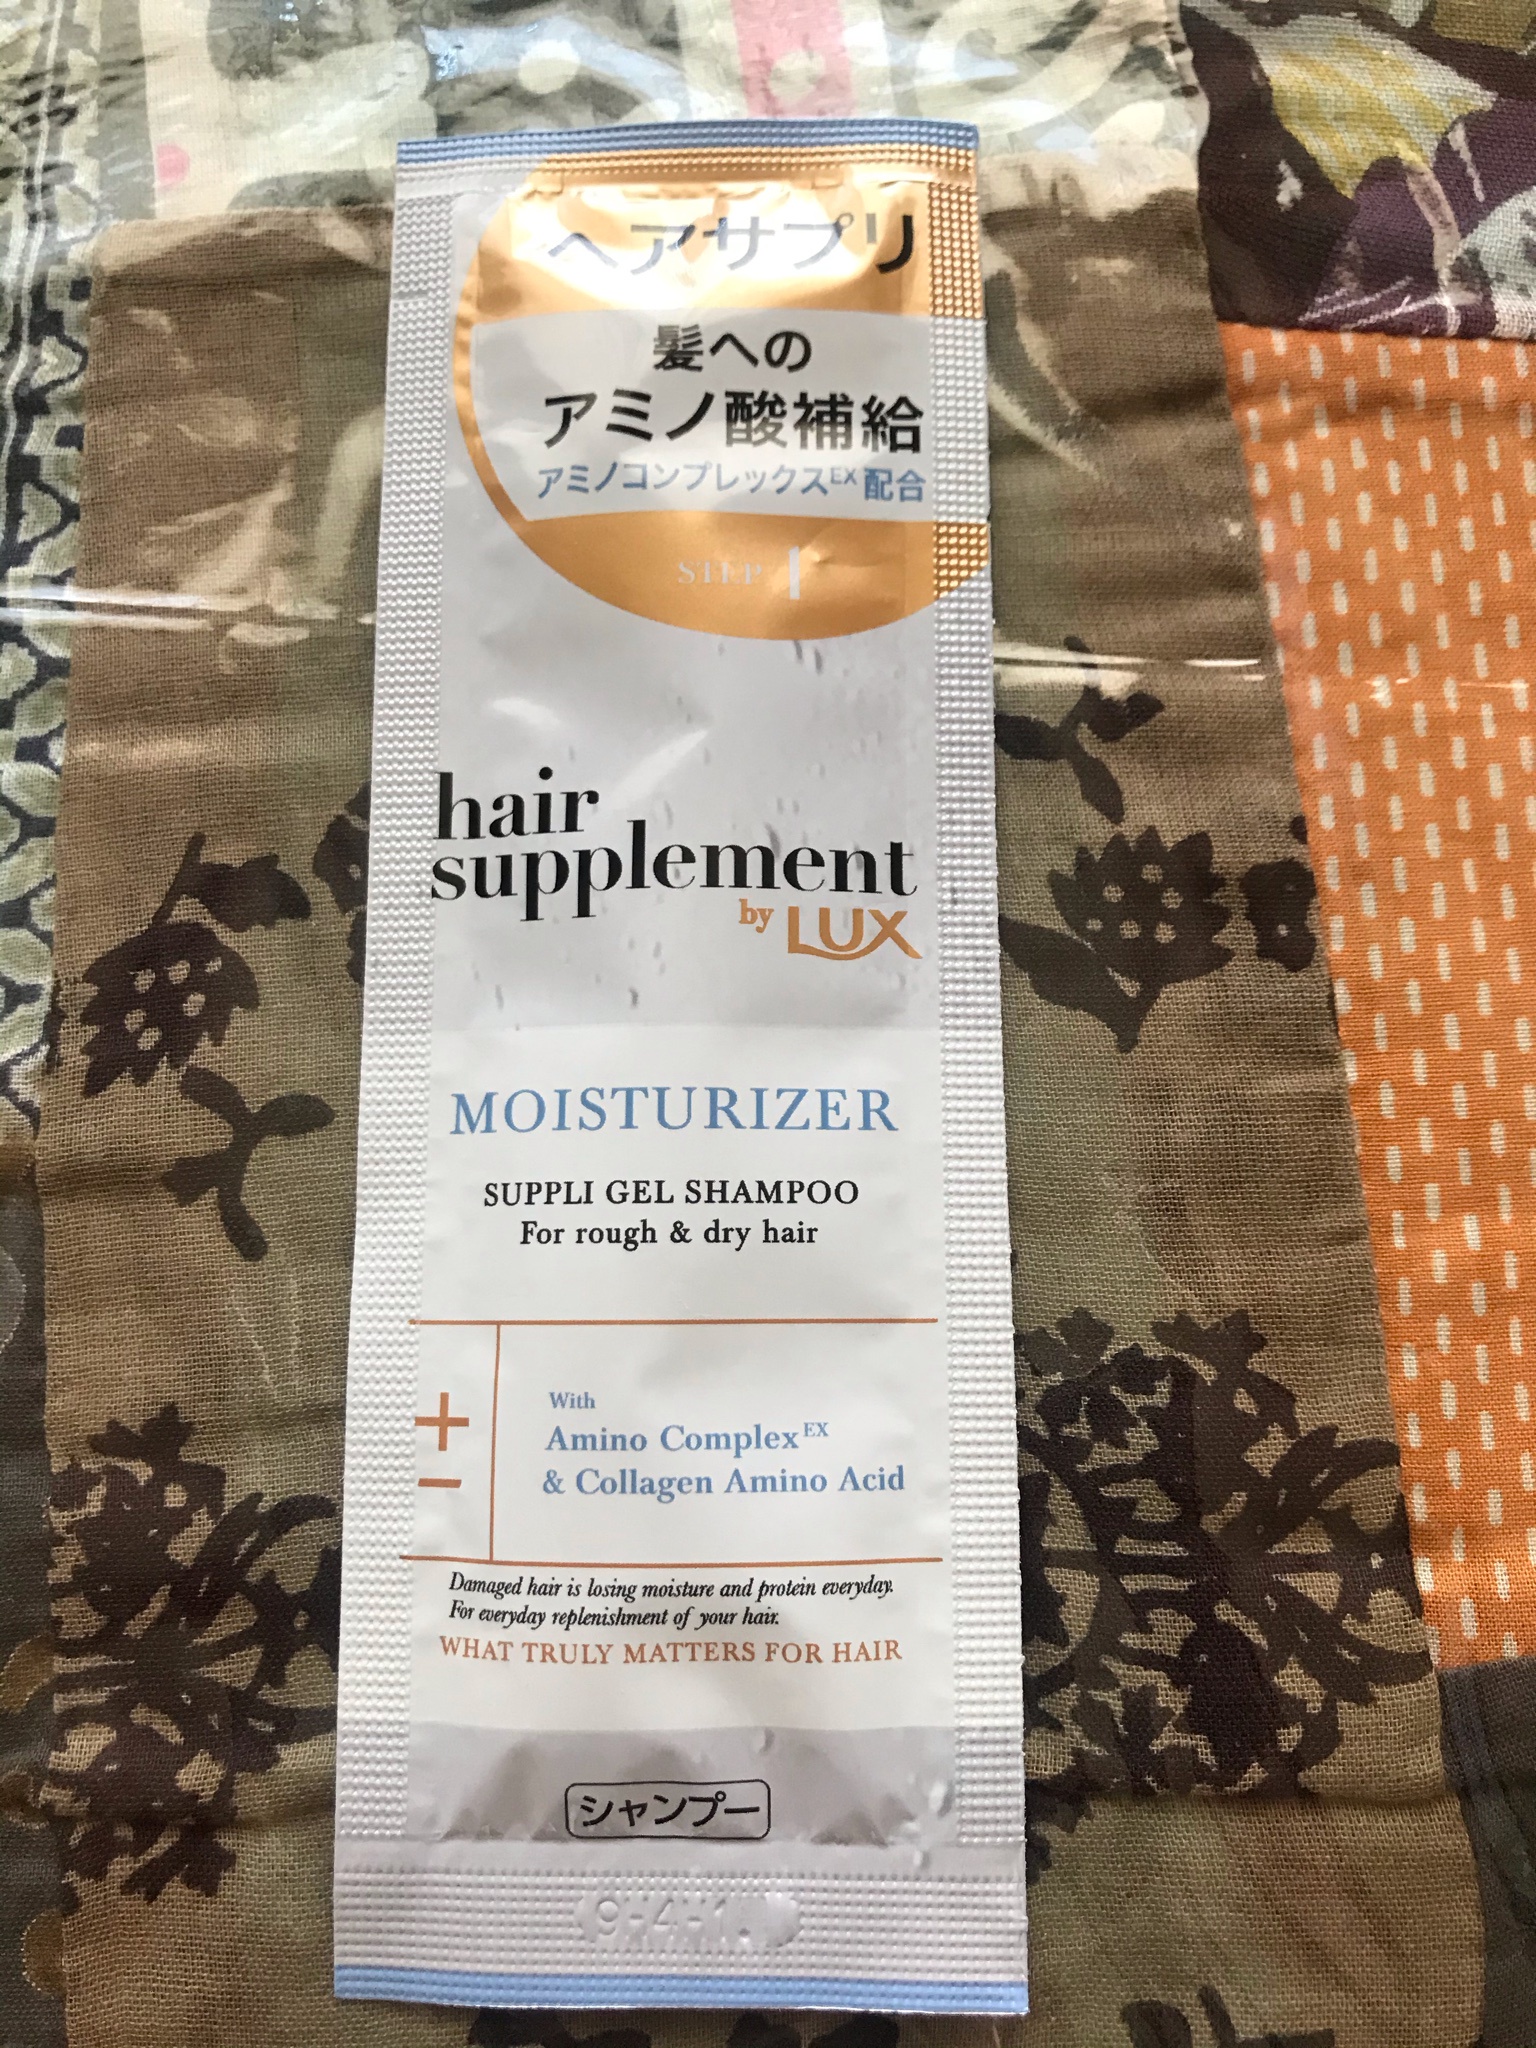 ヘアサプリ
髪への
アミノ酸補給
アミノコンプレックスEX配合
STEP 1
hair
supplement
by LUX
MOISTURIZER
SUPPLI GEL SHAMPOO
For rough & dry hair
+
−
With
Amino Complex EX
& Collagen Amino Acid
Damaged hair is losing moisture and protein everyday.
For everyday replenishment of your hair.
WHAT TRULY MATTERS FOR HAIR
シャンプー